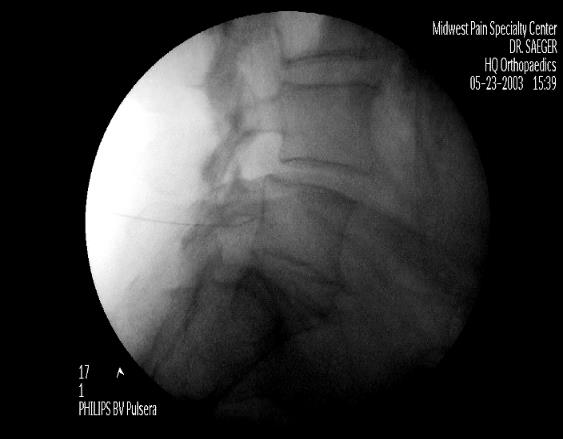 Midwest Pain Specialty Center
DR. SAEGER
HQ Orthopaedics
05-23-2003 15:39
17
1
PHILIPS BV Pulsera